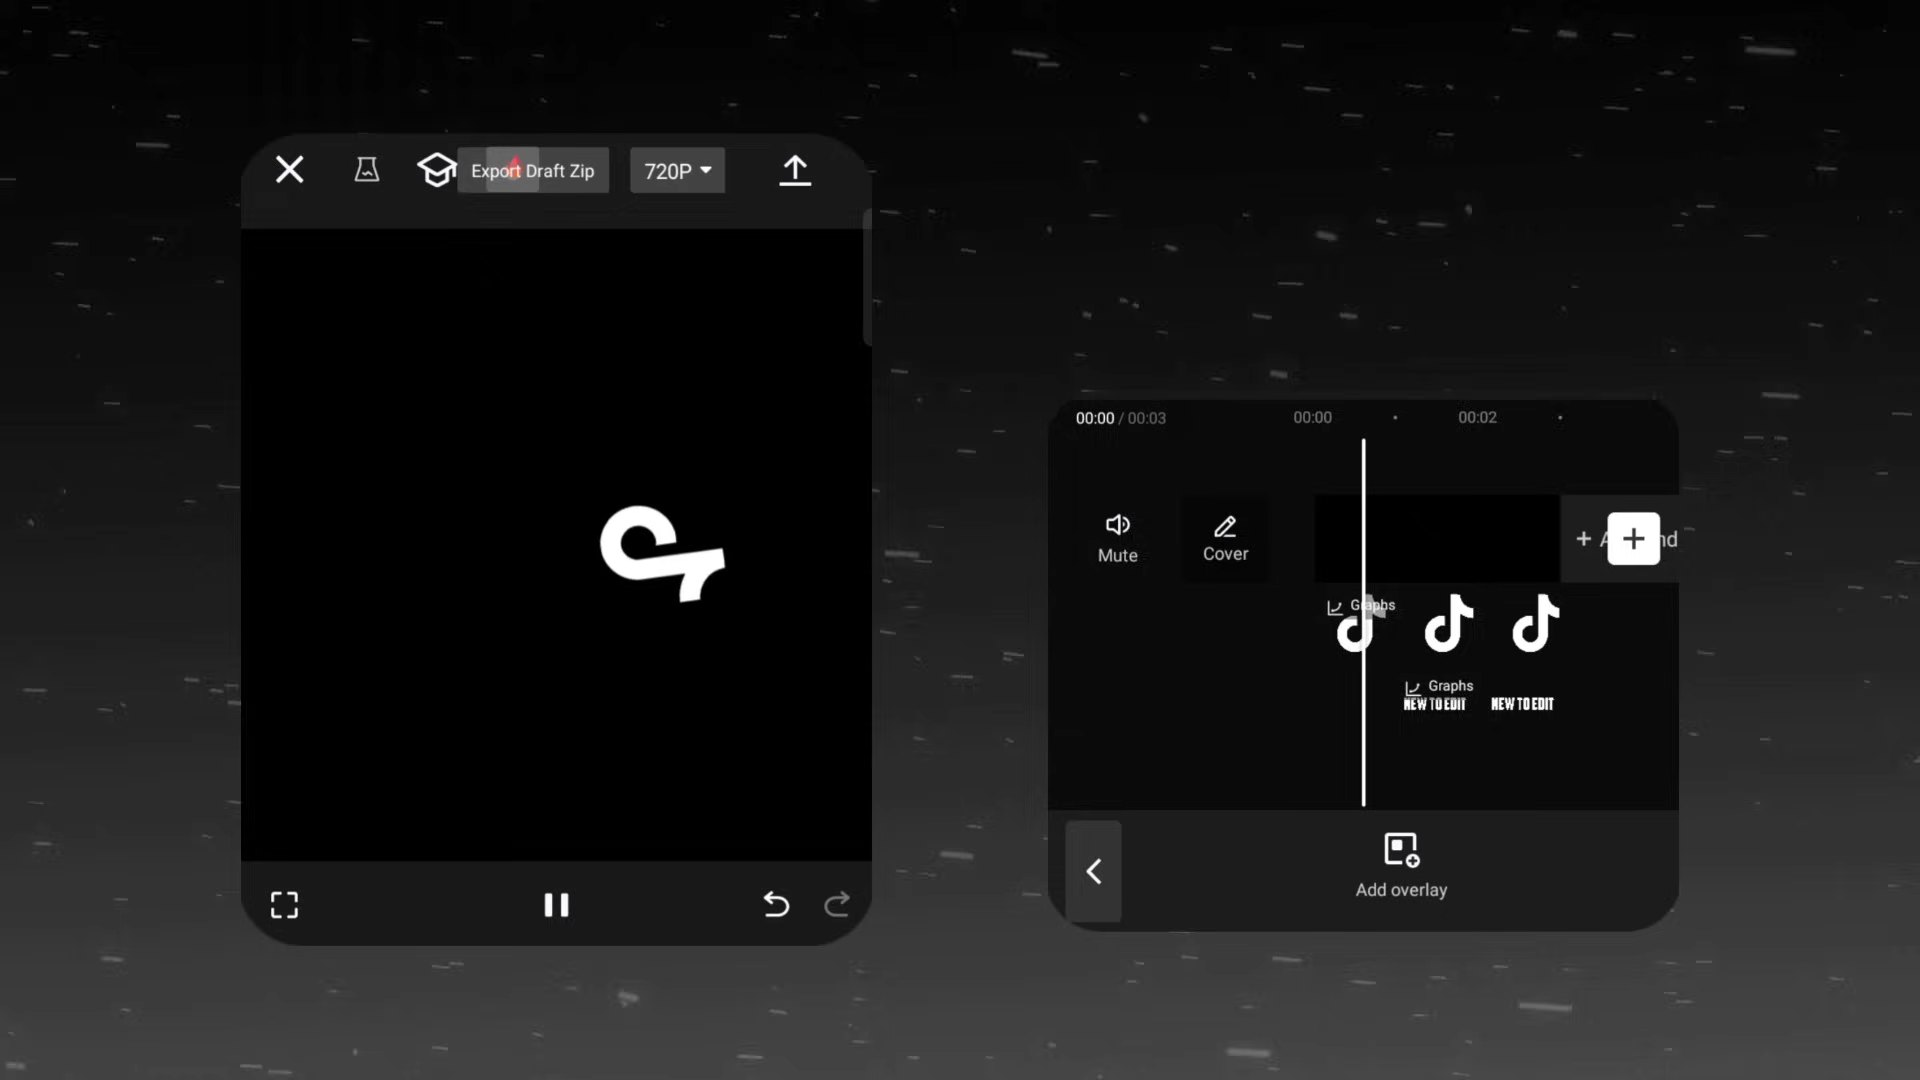 Export Draft Zip
720P
00:00 / 00:03
00:00
00:02
Mute
Cover
Graphs
Graphs
NEW TO EDIT
NEW TO EDIT
Add overlay